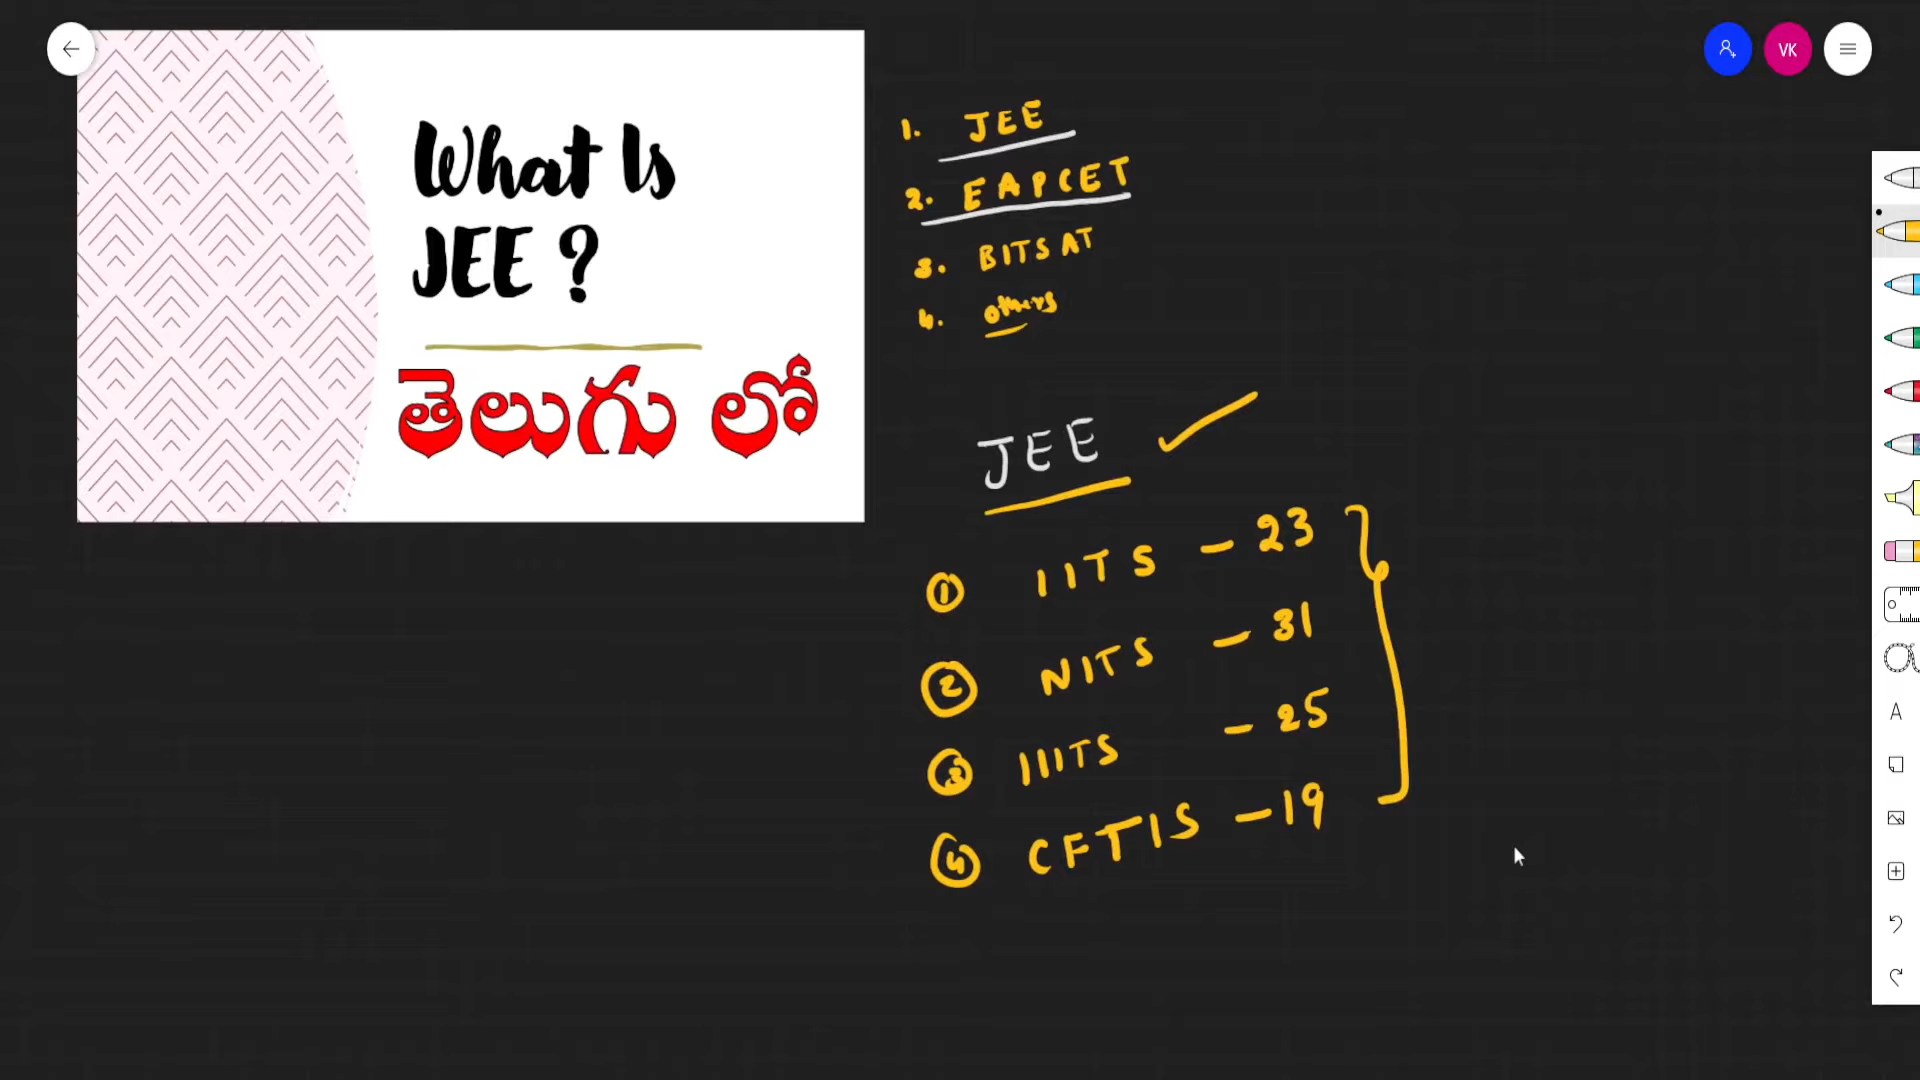 What Is
JEE ?
తెలుగు లో
1. JEE
2. EAPCET
3. BITSAT
4. others
JEE
1 IITS - 23
2 NITS - 31
3 IIITS - 25
4 CFTIS - 19
VK
A